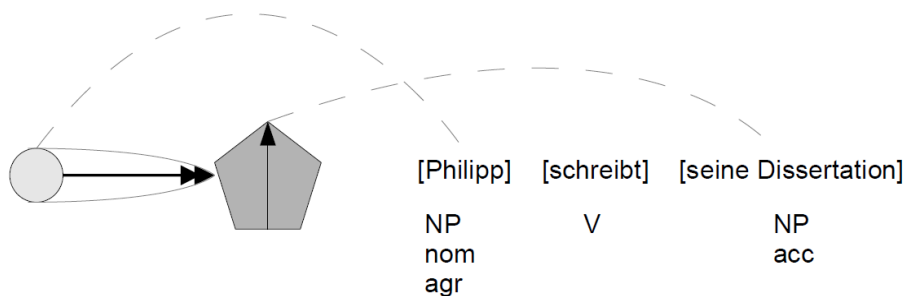 [Philipp] [schreibt] [seine Dissertation]
NP V NP
nom acc
agr